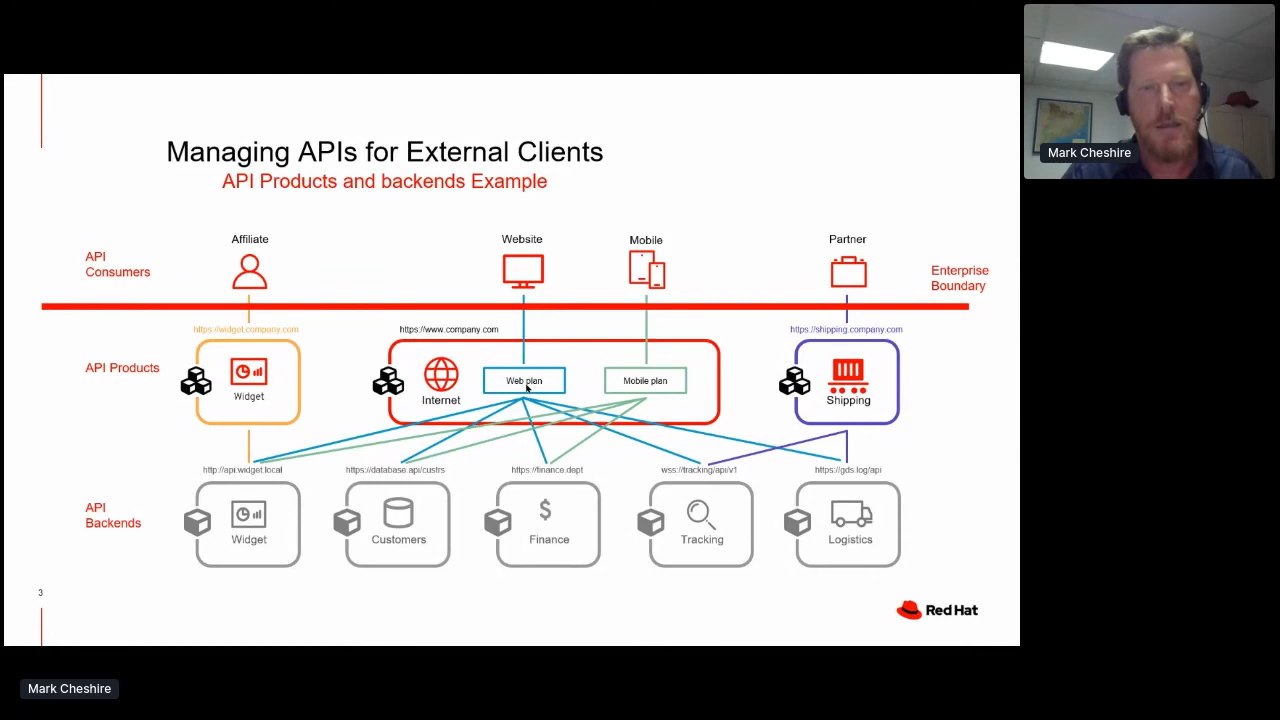 Mark Cheshire
Managing APIs for External Clients
API Products and backends Example
Affiliate
Website
Mobile
Partner
API
Consumers
Enterprise
Boundary
https://widget.company.com
https://www.company.com
https://shipping.company.com
API Products
Widget
Internet
Web plan
Mobile plan
Shipping
http://api.widget.local
https://database.api/custrs
https://finance.dept
wss://tracking/api/v1
https://gds.log/api
API
Backends
Widget
Customers
$
Finance
Tracking
Logistics
3
Red Hat
Mark Cheshire